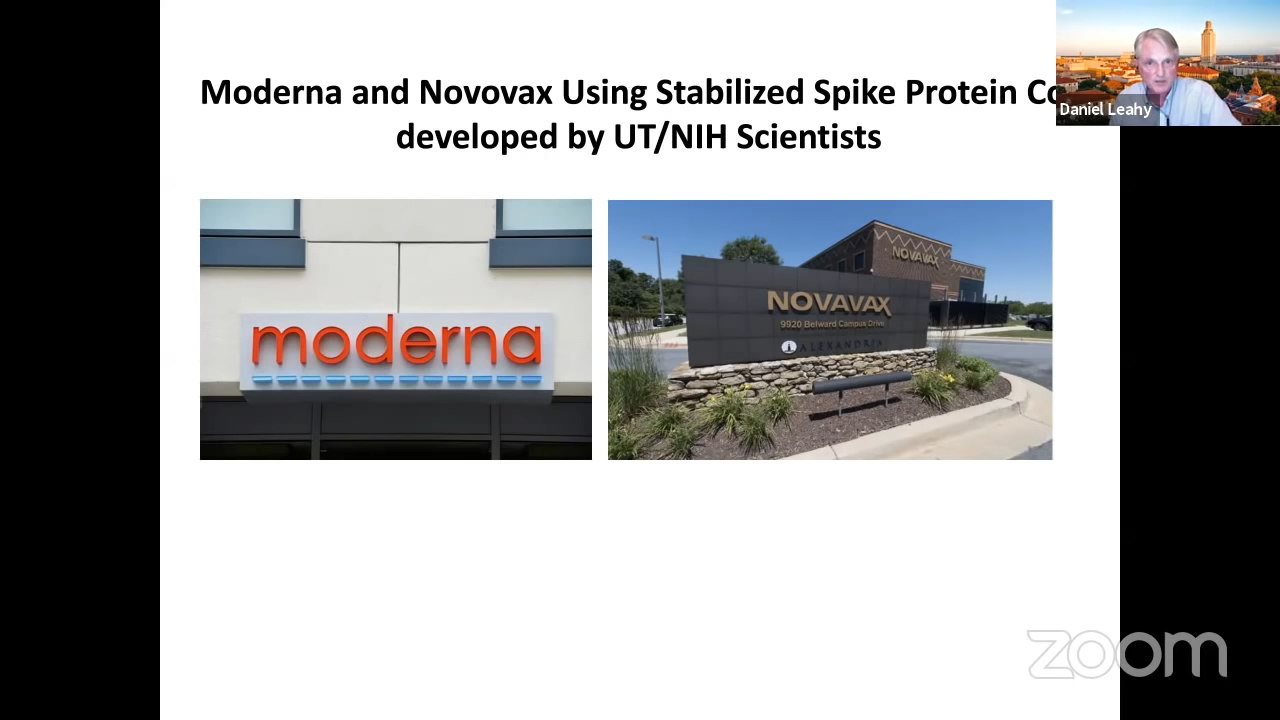 Moderna and Novovax Using Stabilized Spike Protein Co
developed by UT/NIH Scientists
Daniel Leahy
moderna
NOVAVAX
NOVAVAX
9920 Belward Campus Drive
ALEXANDRIA
zoom